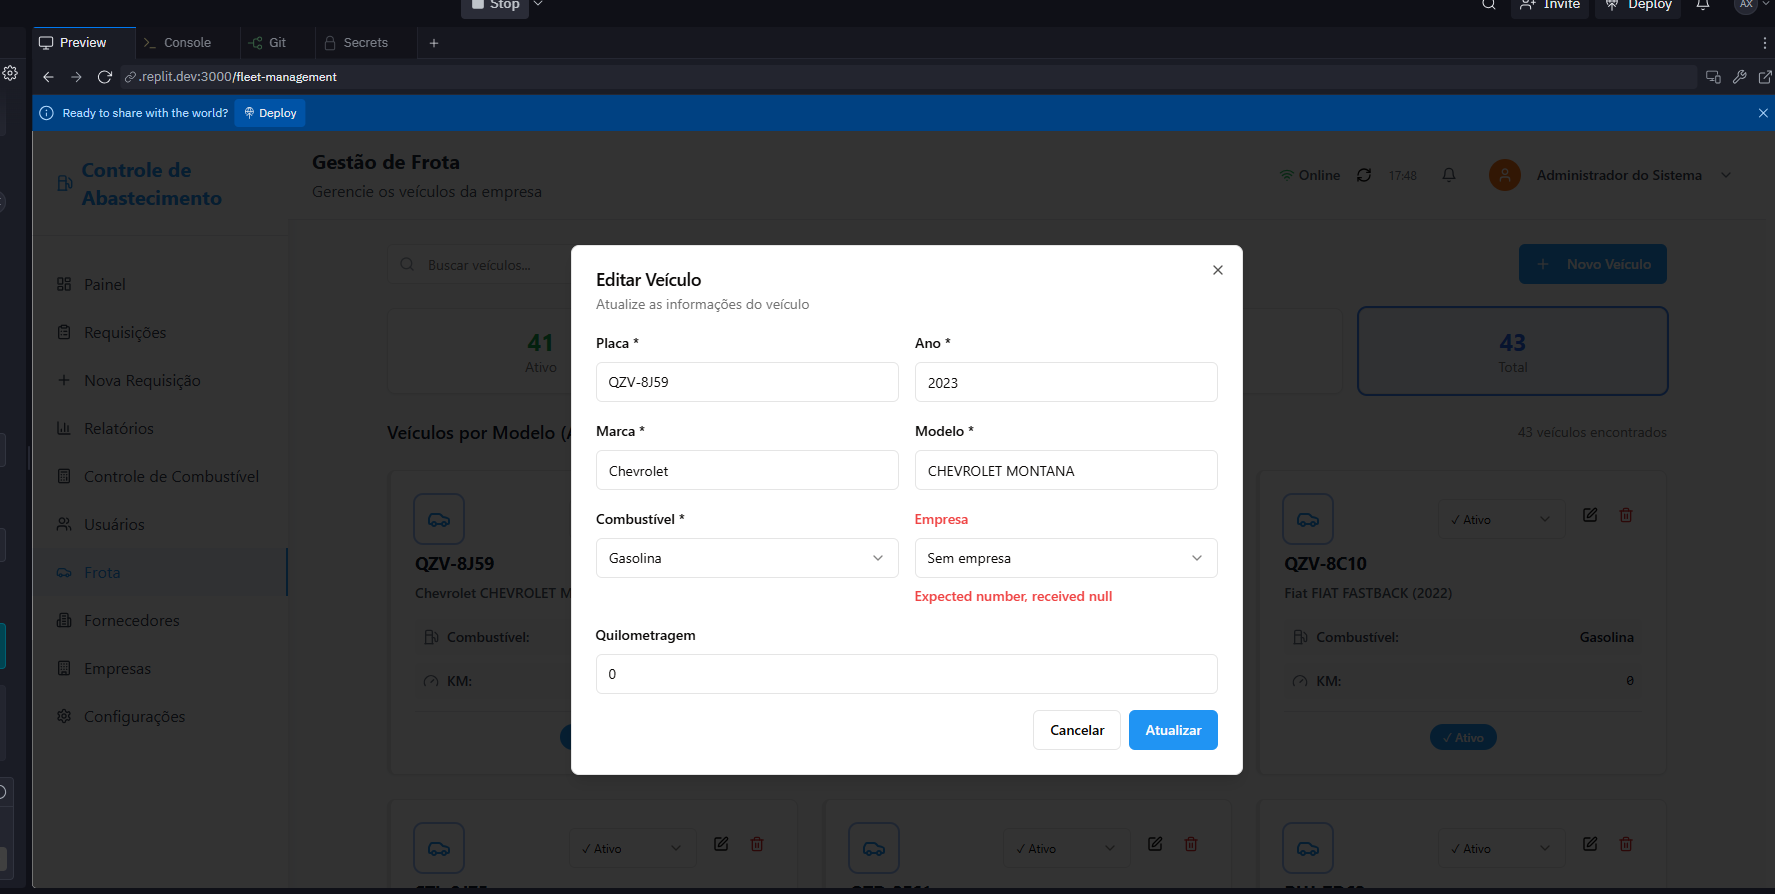 Stop
Invite
Deploy
AX
Preview
Console
Git
Secrets
.replit.dev:3000/fleet-management
Ready to share with the world?
Deploy
Controle de
Abastecimento
Gestão de Frota
Gerencie os veículos da empresa
Online
17:48
Administrador do Sistema
Painel
Requisições
Nova Requisição
Relatórios
Controle de Combustível
Usuários
Frota
Fornecedores
Empresas
Configurações
Buscar veículos...
Novo Veículo
41
Ativo
43
Total
Veículos por Modelo (
43 veículos encontrados
Editar Veículo
Atualize as informações do veículo
Placa *
QZV-8J59
Ano *
2023
Marca *
Chevrolet
Modelo *
CHEVROLET MONTANA
Combustível *
Gasolina
Empresa
Sem empresa
Expected number, received null
Quilometragem
0
Cancelar
Atualizar
QZV-8J59
Chevrolet CHEVROLET M
Combustível:
KM:
✓ Ativo
QZV-8C10
Fiat FIAT FASTBACK (2022)
Combustível:
Gasolina
KM:
0
✓ Ativo
✓ Ativo
✓ Ativo
✓ Ativo